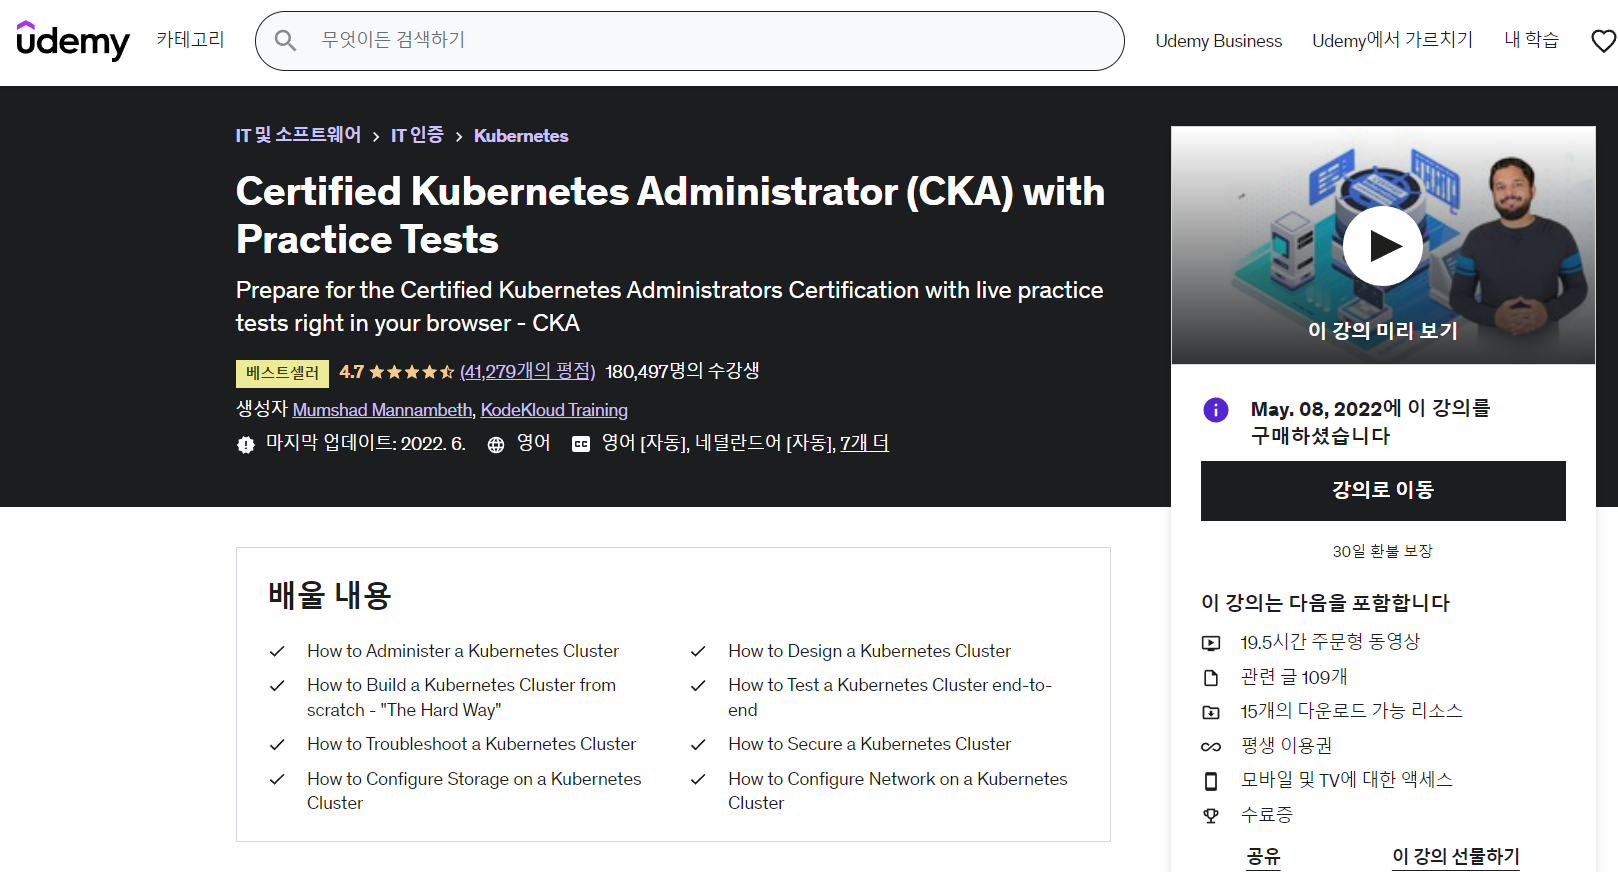 udemy
카테고리
무엇이든 검색하기
Udemy Business
Udemy에서 가르치기
내 학습
IT 및 소프트웨어 > IT 인증 > Kubernetes
Certified Kubernetes Administrator (CKA) with
Practice Tests
Prepare for the Certified Kubernetes Administrators Certification with live practice
tests right in your browser - CKA
베스트셀러 4.7 (41,279개의 평점) 180,497명의 수강생
생성자 Mumshad Mannambeth, KodeKloud Training
마지막 업데이트: 2022. 6. 영어 CC 영어 [자동], 네덜란드어 [자동], 7개 더
이 강의 미리 보기
May. 08, 2022에 이 강의를
구매하셨습니다
강의로 이동
30일 환불 보장
이 강의는 다음을 포함합니다
19.5시간 주문형 동영상
관련 글 109개
15개의 다운로드 가능 리소스
평생 이용권
모바일 및 TV에 대한 액세스
수료증
공유
이 강의 선물하기
배울 내용
How to Administer a Kubernetes Cluster
How to Design a Kubernetes Cluster
How to Build a Kubernetes Cluster from
scratch - "The Hard Way"
How to Test a Kubernetes Cluster end-to-
end
How to Troubleshoot a Kubernetes Cluster
How to Secure a Kubernetes Cluster
How to Configure Storage on a Kubernetes
Cluster
How to Configure Network on a Kubernetes
Cluster